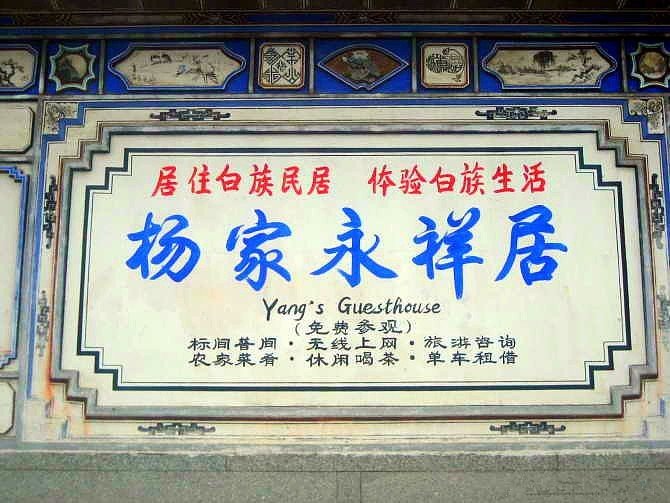 居住白族民居 体验白族生活
杨家永祥居
Yang's Guesthouse
(免费参观)
标间普间·无线上网·旅游咨询
农家菜肴·休闲喝茶·单车租借